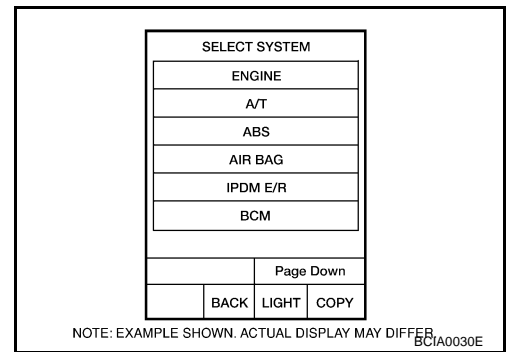 SELECT SYSTEM
ENGINE
A/T
ABS
AIR BAG
IPDM E/R
BCM
Page Down
BACK LIGHT COPY
NOTE: EXAMPLE SHOWN. ACTUAL DISPLAY MAY DIFFER.
BCIA0030E